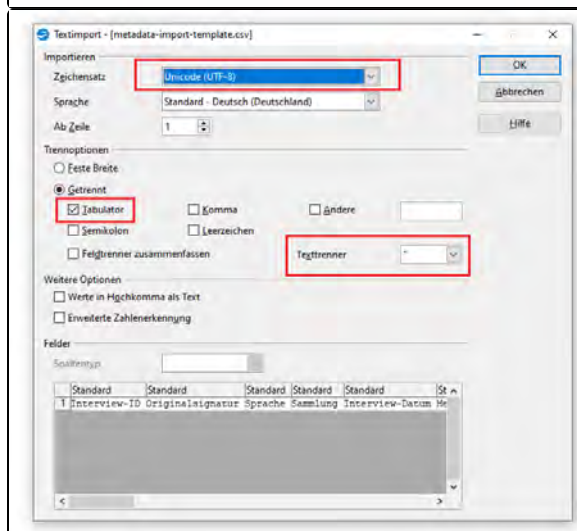 Textimport - [metadata-import-template.csv]
Importieren
Zeichensatz Unicode (UTF-8)
Sprache Standard - Deutsch (Deutschland)
Ab Zeile 1
OK
Abbrechen
Hilfe
Trennoptionen
Feste Breite
Getrennt
Tabulator Komma Andere
Semikolon Leerzeichen
Feldtrenner zusammenfassen Texttrenner "
Weitere Optionen
Werte in Hochkomma als Text
Erweiterte Zahlenerkennung
Felder
Spaltentyp
Standard Standard Standard Standard Standard St
1 Interview-ID Originalsignatur Sprache Sammlung Interview-Datum Me